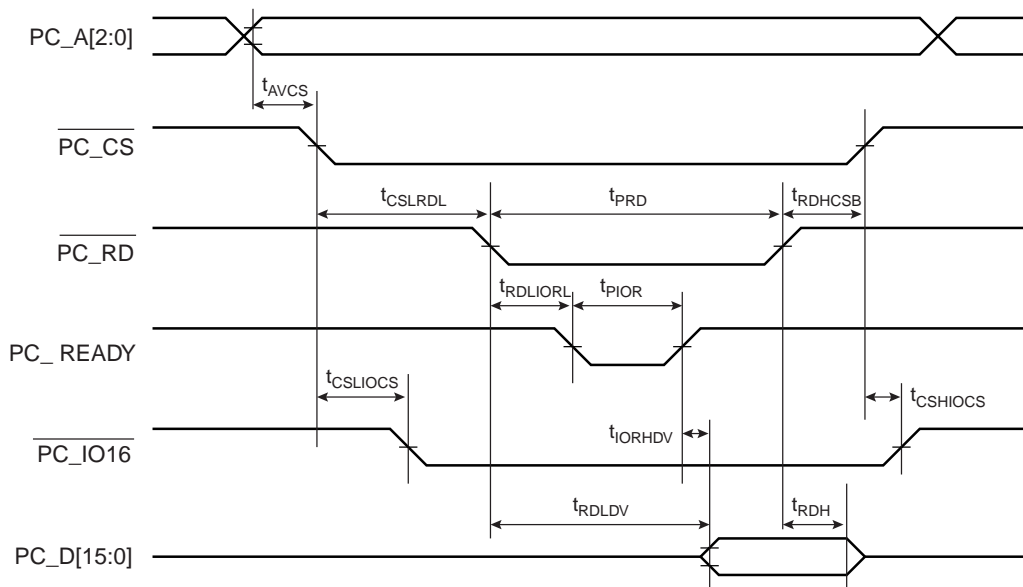 PC_A[2:0]
tAVCS
PC_CS
tCSLRDL
tPRD
tRDHCSB
PC_RD
tRDLIORL
tPIOR
PC_ READY
tCSLIOCS
tCSHIOCS
tIORHDV
PC_IO16
tRDLDV
tRDH
PC_D[15:0]